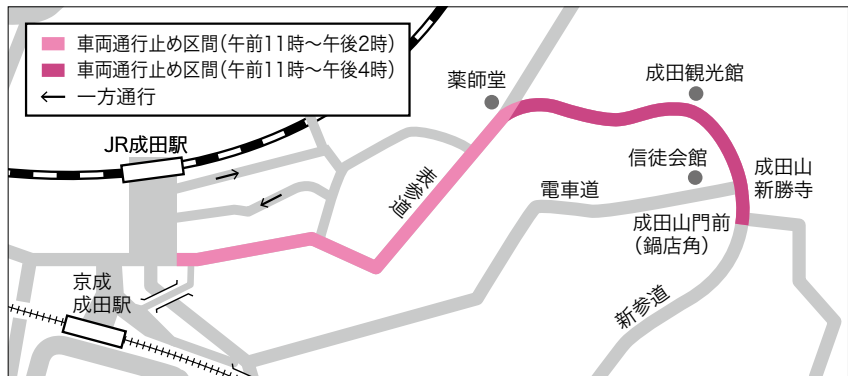 車両通行止め区間(午前11時～午後2時)
車両通行止め区間(午前11時～午後4時)
一方通行
薬師堂
成田観光館
JR成田駅
信徒会館
成田山
新勝寺
表参道
電車道
成田山門前
(鍋店角)
京成
成田駅
新参道